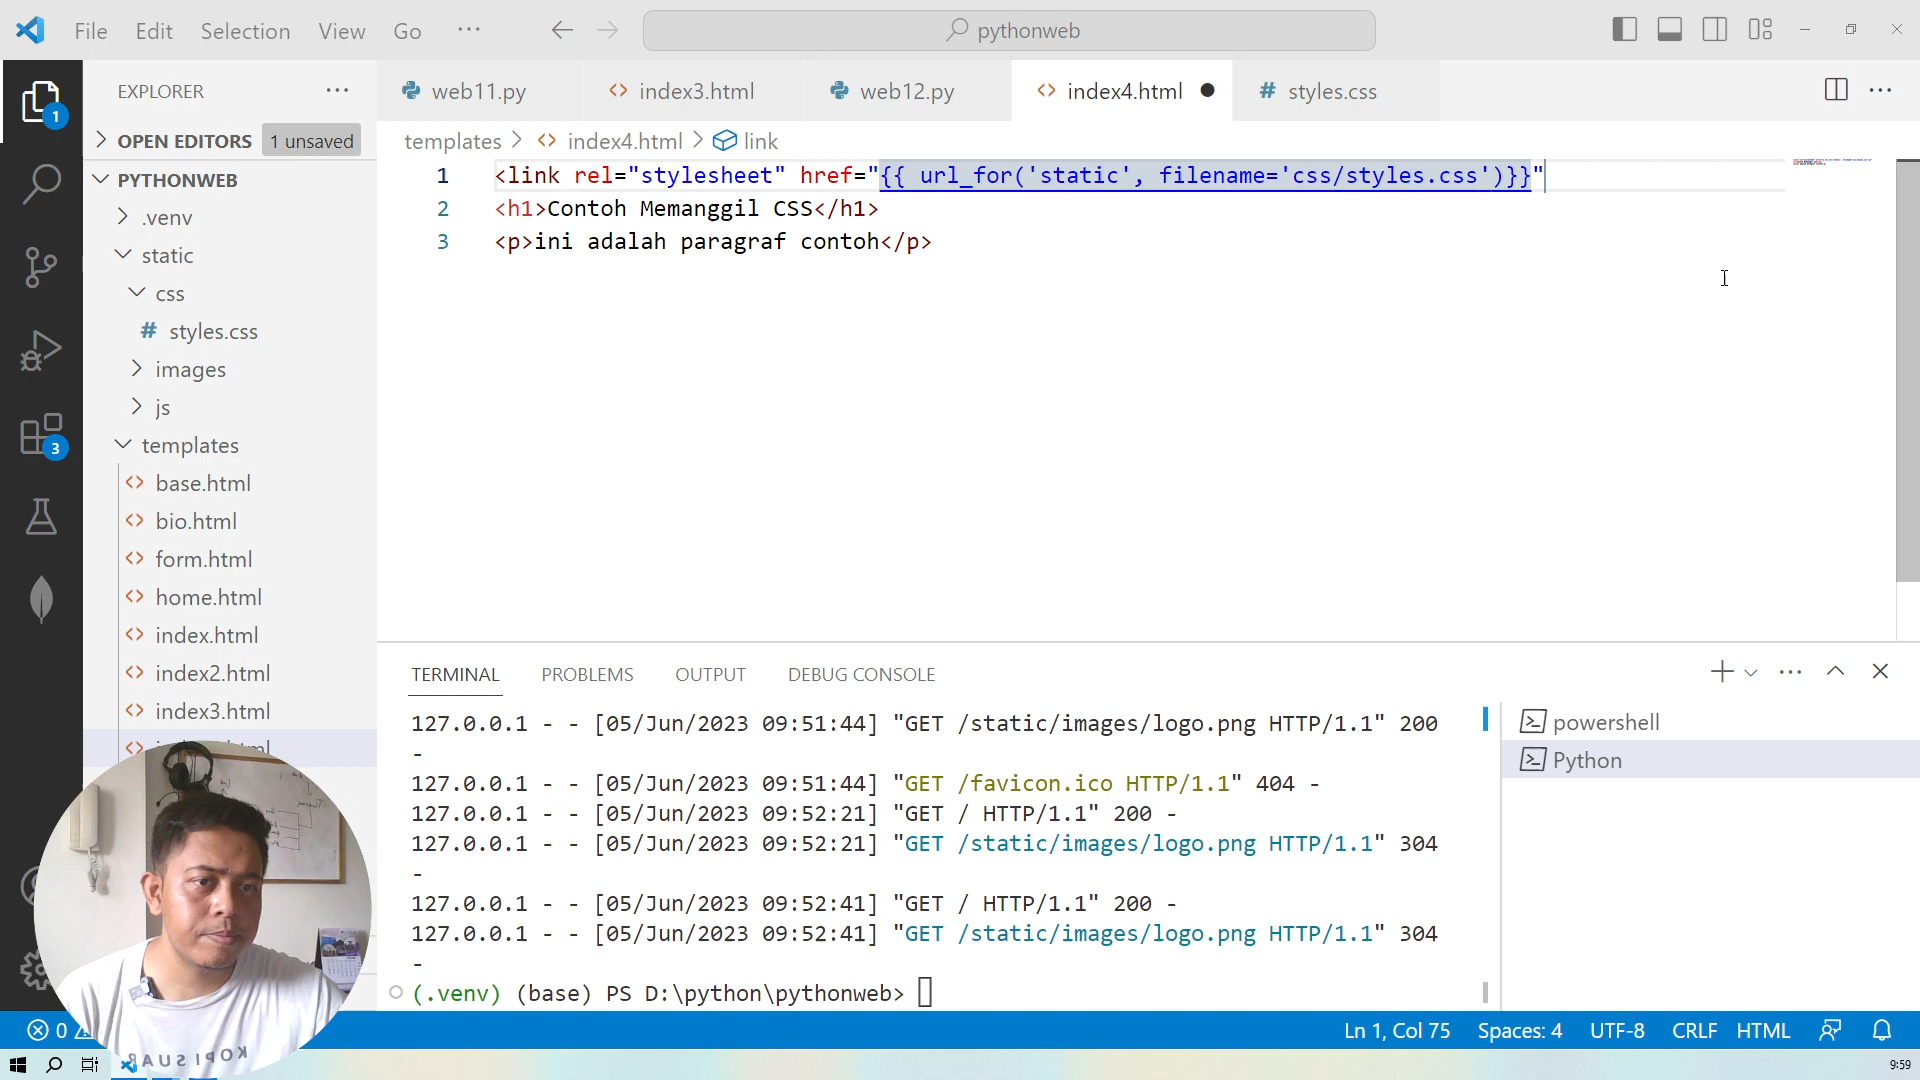 File Edit Selection View Go ··· pythonweb
EXPLORER ···
web11.py index3.html web12.py index4.html styles.css
OPEN EDITORS 1 unsaved
templates > index4.html > link
PYTHONWEB
.venv
static
css
styles.css
images
js
templates
base.html
bio.html
form.html
home.html
index.html
index2.html
index3.html
1 <link rel="stylesheet" href="{{ url_for('static', filename='css/styles.css')}}"
2 <h1>Contoh Memanggil CSS</h1>
3 <p>ini adalah paragraf contoh</p>
1
3
TERMINAL PROBLEMS OUTPUT DEBUG CONSOLE
127.0.0.1 - - [05/Jun/2023 09:51:44] "GET /static/images/logo.png HTTP/1.1" 200
-
127.0.0.1 - - [05/Jun/2023 09:51:44] "GET /favicon.ico HTTP/1.1" 404 -
127.0.0.1 - - [05/Jun/2023 09:52:21] "GET / HTTP/1.1" 200 -
127.0.0.1 - - [05/Jun/2023 09:52:21] "GET /static/images/logo.png HTTP/1.1" 304
-
127.0.0.1 - - [05/Jun/2023 09:52:41] "GET / HTTP/1.1" 200 -
127.0.0.1 - - [05/Jun/2023 09:52:41] "GET /static/images/logo.png HTTP/1.1" 304
-
(.venv) (base) PS D:\python\pythonweb>
powershell
Python
0
Ln 1, Col 75 Spaces: 4 UTF-8 CRLF HTML
KOPI SUAR
9:59